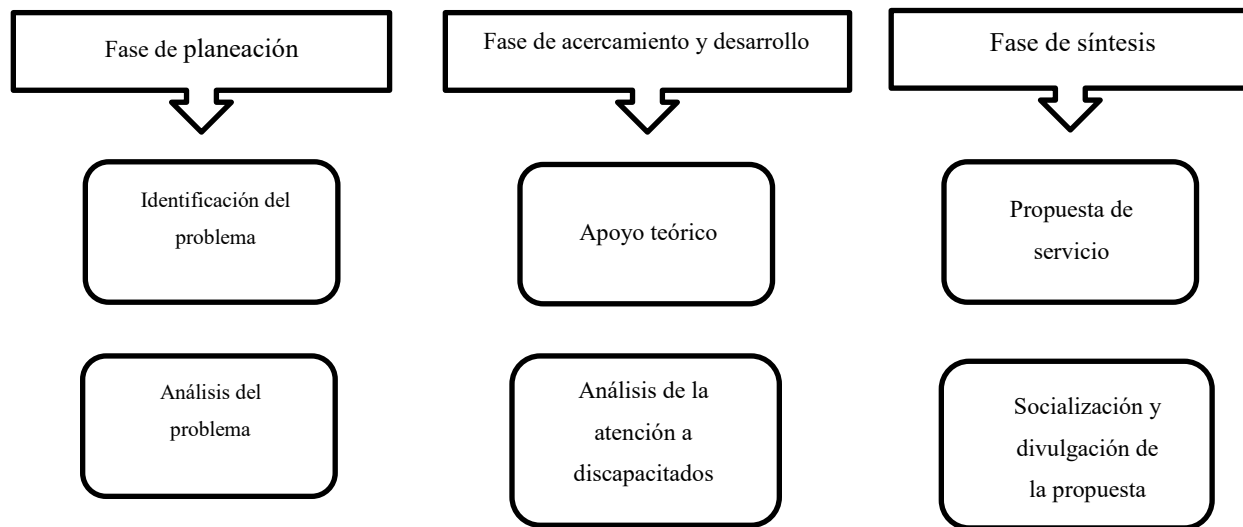 Fase de planeación
Fase de acercamiento y desarrollo
Fase de síntesis
Identificación del
problema
Apoyo teórico
Propuesta de
servicio
Análisis del
problema
Análisis de la
atención a
discapacitados
Socialización y
divulgación de
la propuesta